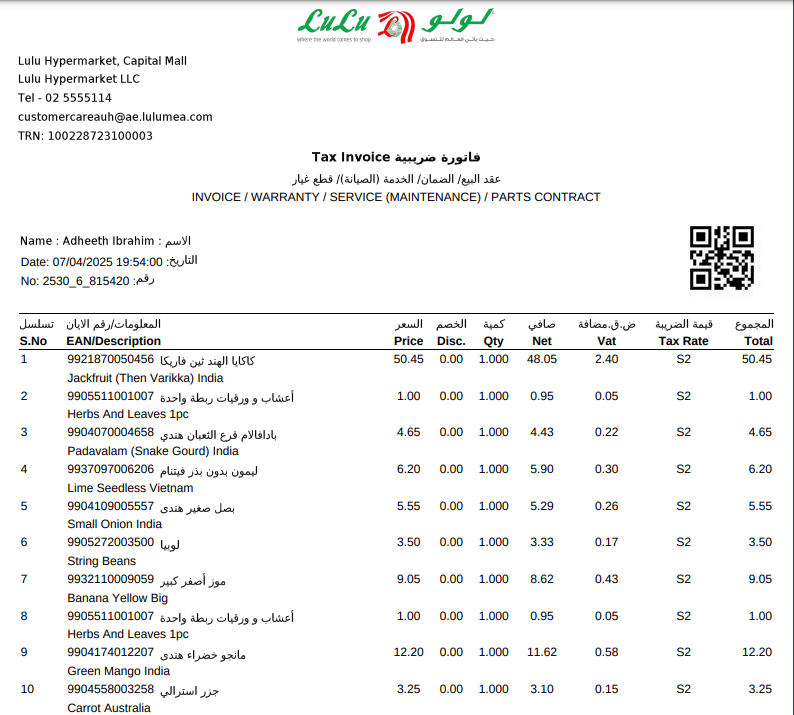 LuLu لولو
Where the world comes to shop حيث يأتي العالم للتسوق
Lulu Hypermarket, Capital Mall
Lulu Hypermarket LLC
Tel - 02 5555114
customercareauh@ae.lulumea.com
TRN: 100228723100003
Tax Invoice فاتورة ضريبية
عقد البيع/ الضمان/ الخدمة (الصيانة)/ قطع غيار
INVOICE / WARRANTY / SERVICE (MAINTENANCE) / PARTS CONTRACT
Name : Adheeth Ibrahim : الاسم
Date: 07/04/2025 19:54:00 :التاريخ
No: 2530_6_815420 :رقم
تسلسل المعلومات/رقم الايان السعر الخصم كمية صافي ض.ق.مضافة قيمة الضريبة المجموع
S.No EAN/Description Price Disc. Qty Net Vat Tax Rate Total
1 9921870050456 كاكايا الهند ثين فاريكا 50.45 0.00 1.000 48.05 2.40 S2 50.45
Jackfruit (Then Varikka) India
2 9905511001007 أعشاب و ورقيات ربطة واحدة 1.00 0.00 1.000 0.95 0.05 S2 1.00
Herbs And Leaves 1pc
3 9904070004658 بادافالام قرع الثعبان هندي 4.65 0.00 1.000 4.43 0.22 S2 4.65
Padavalam (Snake Gourd) India
4 9937097006206 ليمون بدون بذر فيتنام 6.20 0.00 1.000 5.90 0.30 S2 6.20
Lime Seedless Vietnam
5 9904109005557 بصل صغير هندى 5.55 0.00 1.000 5.29 0.26 S2 5.55
Small Onion India
6 9905272003500 لوبيا 3.50 0.00 1.000 3.33 0.17 S2 3.50
String Beans
7 9932110009059 موز أصفر كبير 9.05 0.00 1.000 8.62 0.43 S2 9.05
Banana Yellow Big
8 9905511001007 أعشاب و ورقيات ربطة واحدة 1.00 0.00 1.000 0.95 0.05 S2 1.00
Herbs And Leaves 1pc
9 9904174012207 مانجو خضراء هندى 12.20 0.00 1.000 11.62 0.58 S2 12.20
Green Mango India
10 9904558003258 جزر استرالي 3.25 0.00 1.000 3.10 0.15 S2 3.25
Carrot Australia